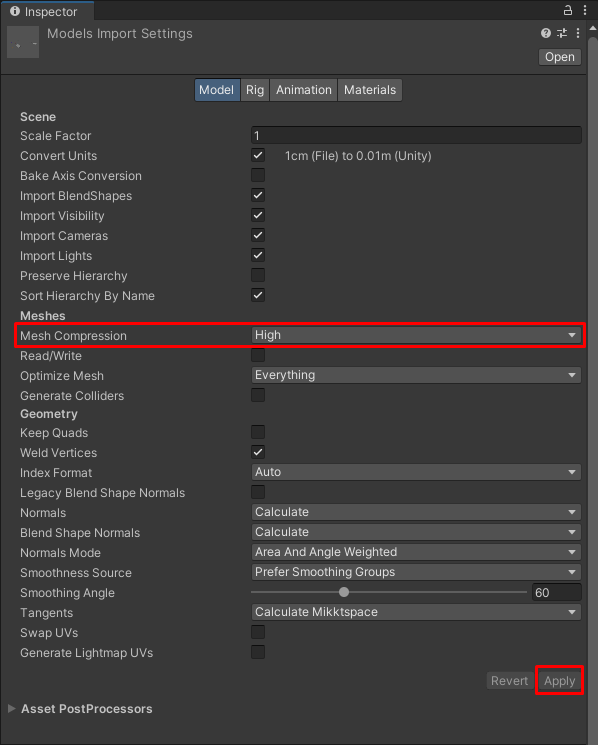 Inspector
Models Import Settings
Open
Model Rig Animation Materials
Scene
Scale Factor 1
Convert Units 1cm (File) to 0.01m (Unity)
Bake Axis Conversion
Import BlendShapes
Import Visibility
Import Cameras
Import Lights
Preserve Hierarchy
Sort Hierarchy By Name
Meshes
Mesh Compression High
Read/Write
Optimize Mesh Everything
Generate Colliders
Geometry
Keep Quads
Weld Vertices
Index Format Auto
Legacy Blend Shape Normals
Normals Calculate
Blend Shape Normals Calculate
Normals Mode Area And Angle Weighted
Smoothness Source Prefer Smoothing Groups
Smoothing Angle 60
Tangents Calculate Mikktspace
Swap UVs
Generate Lightmap UVs
Revert Apply
Asset PostProcessors